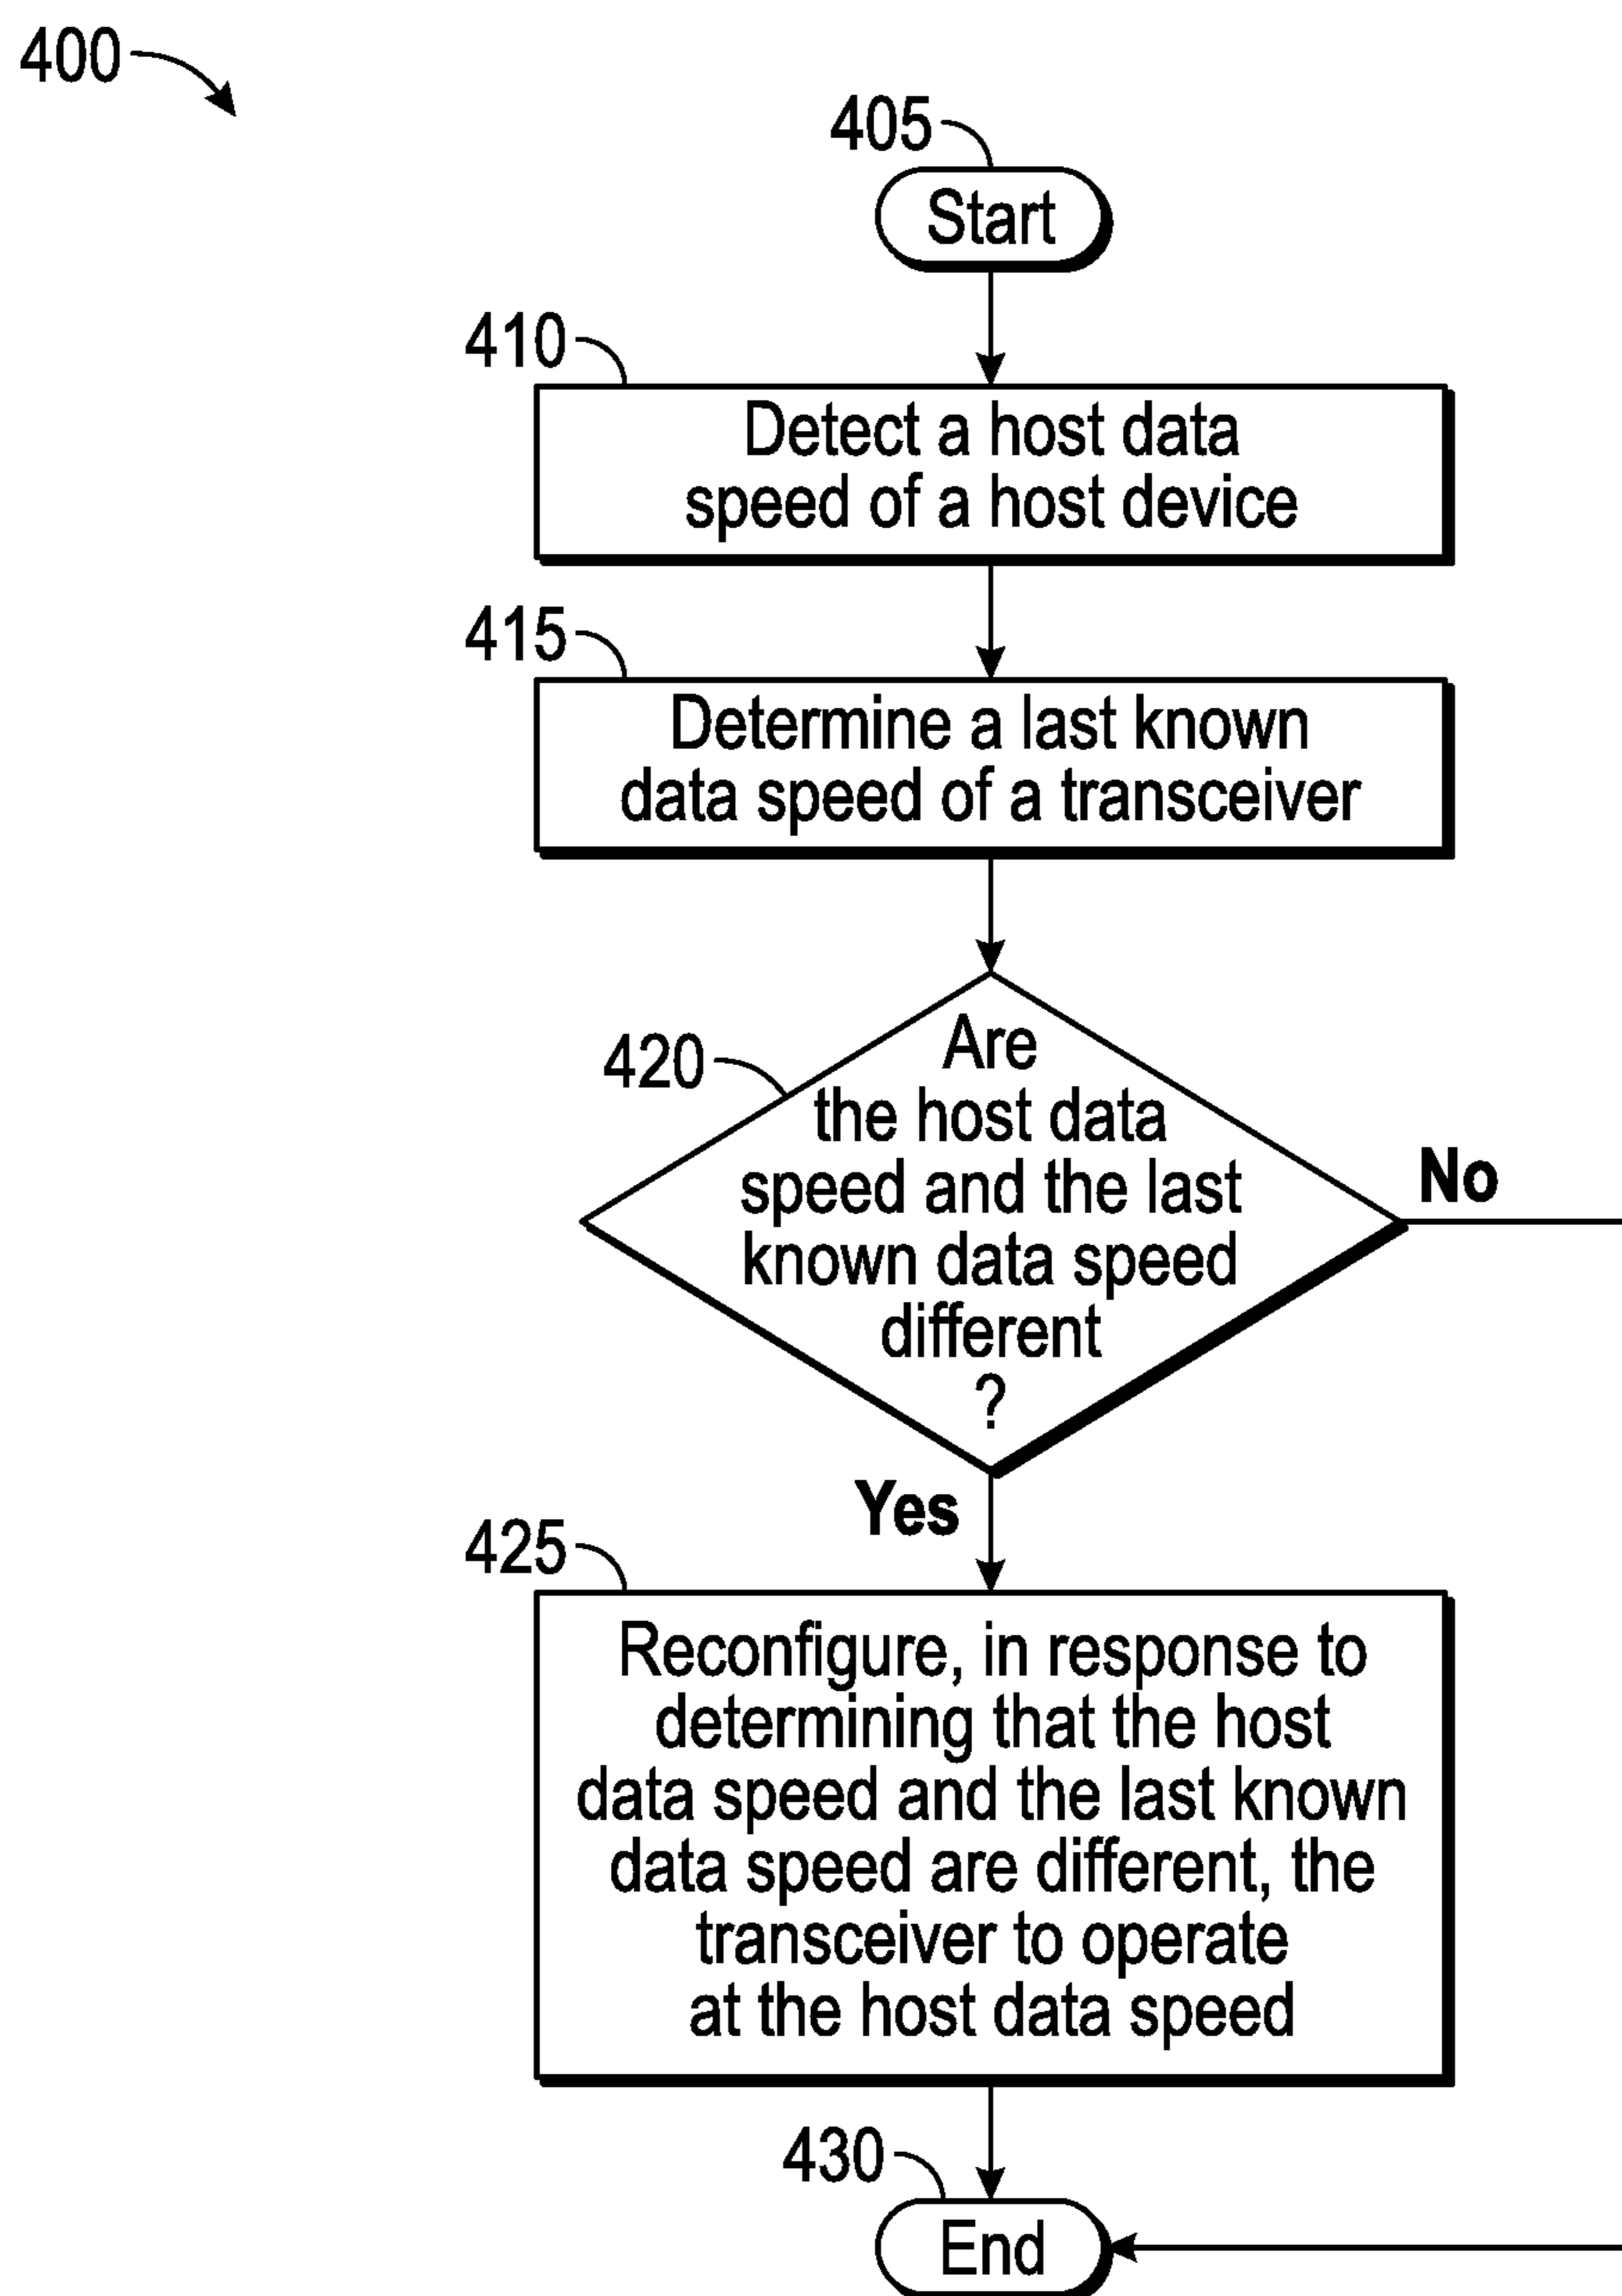 400
405
Start
410
Detect a host data
speed of a host device
415
Determine a last known
data speed of a transceiver
420
Are
the host data
speed and the last
known data speed
different
?
No
Yes
425
Reconfigure, in response to
determining that the host
data speed and the last known
data speed are different, the
transceiver to operate
at the host data speed
430
End